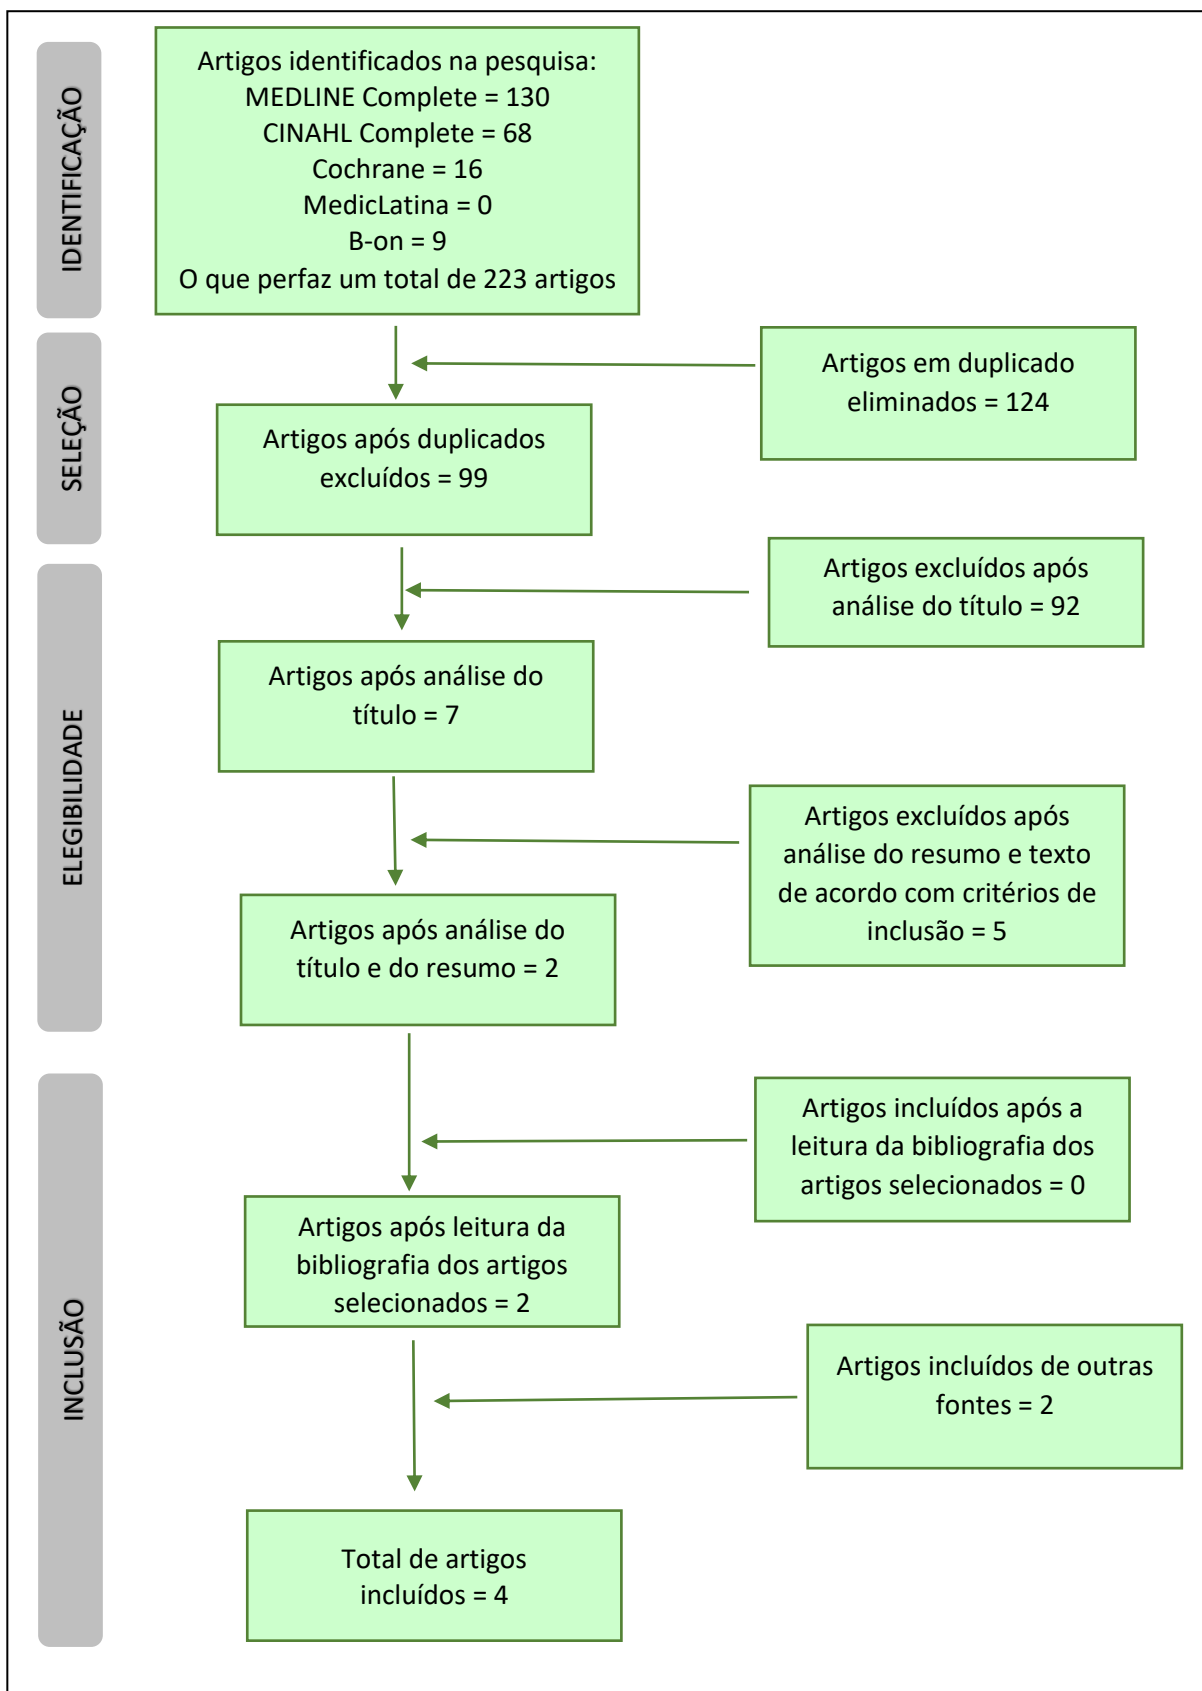 IDENTIFICAÇÃO
Artigos identificados na pesquisa:
MEDLINE Complete = 130
CINAHL Complete = 68
Cochrane = 16
MedicLatina = 0
B-on = 9
O que perfaz um total de 223 artigos
SELEÇÃO
Artigos em duplicado
eliminados = 124
Artigos após duplicados
excluídos = 99
ELEGIBILIDADE
Artigos excluídos após
análise do título = 92
Artigos após análise do
título = 7
Artigos excluídos após
análise do resumo e texto
de acordo com critérios de
inclusão = 5
Artigos após análise do
título e do resumo = 2
INCLUSÃO
Artigos incluídos após a
leitura da bibliografia dos
artigos selecionados = 0
Artigos após leitura da
bibliografia dos artigos
selecionados = 2
Artigos incluídos de outras
fontes = 2
Total de artigos
incluídos = 4